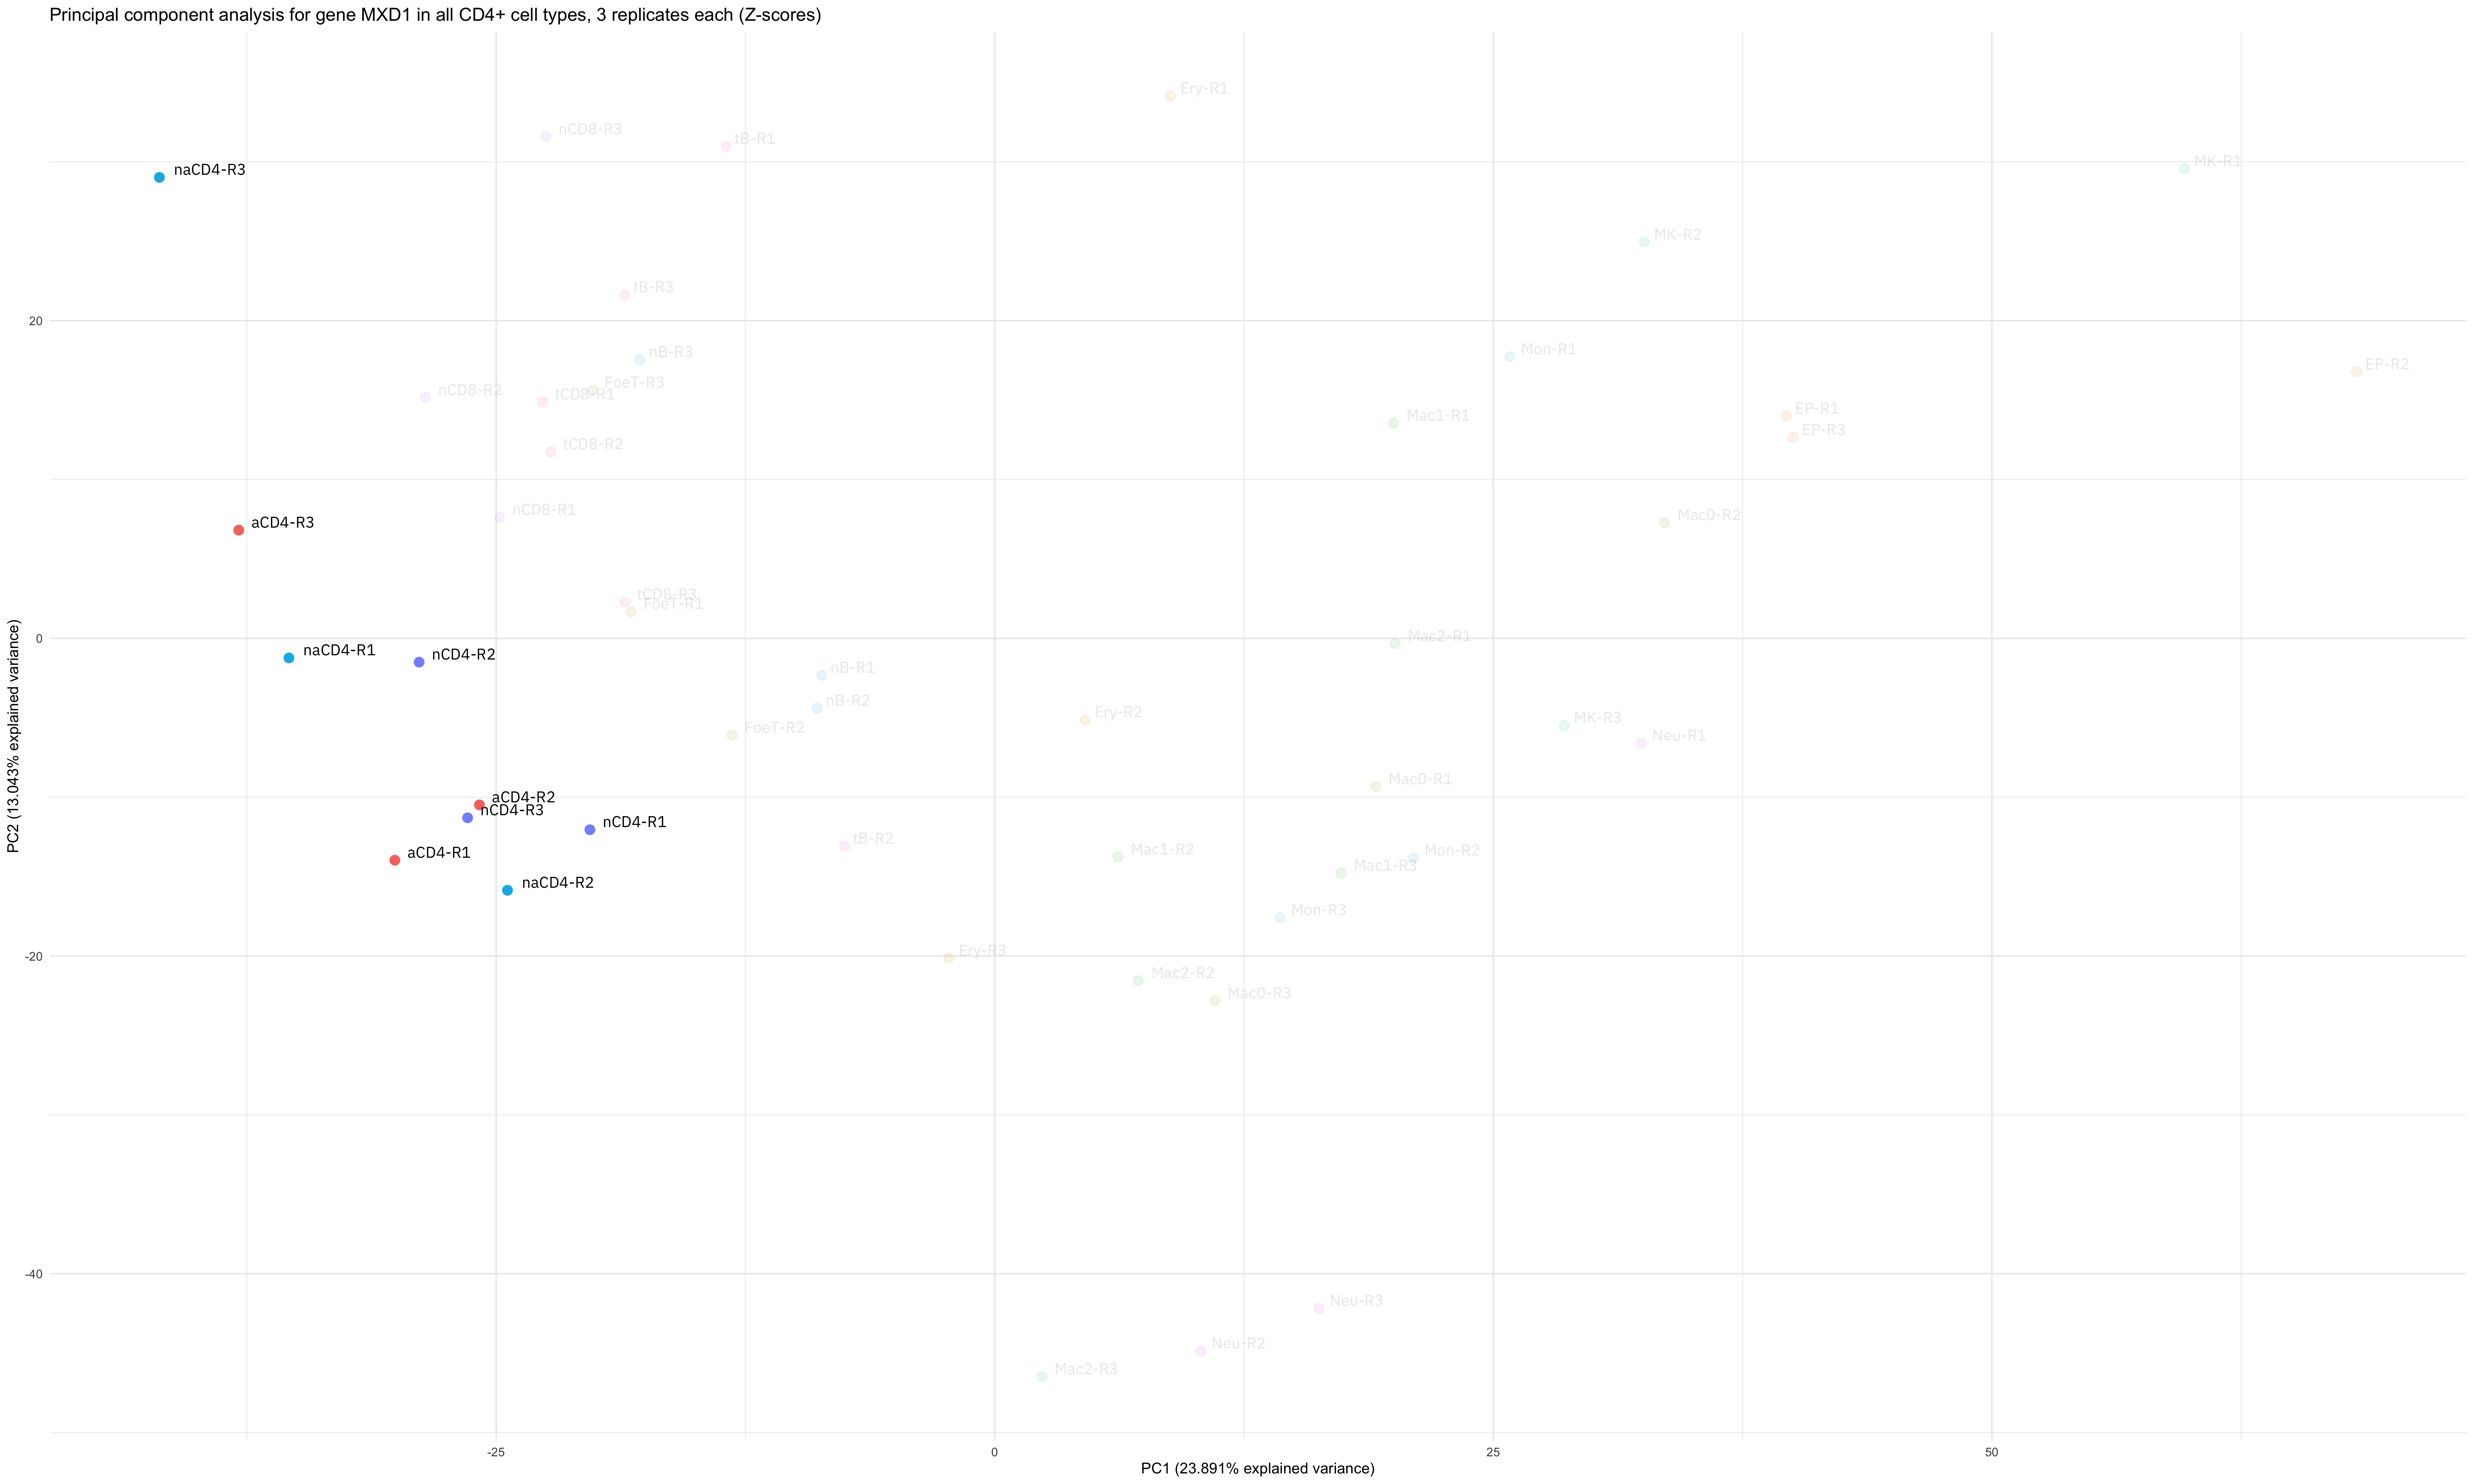 Principal component analysis for gene MXD1 in all CD4+ cell types, 3 replicates each (Z-scores)
Ery-R1
nCD8-R3
tB-R1
MK-R1
naCD4-R3
MK-R2
tB-R3
20
Mon-R1
nB-R3
EP-R2
FoeT-R3
nCD8-R2
tCD8-R1
EP-R1
Mac1-R1
EP-R3
tCD8-R2
nCD8-R1
Mac0-R2
aCD4-R3
tCD8-R3
FoeT-R1
0
Mac2-R1
naCD4-R1
nCD4-R2
nB-R1
nB-R2
Ery-R2
MK-R3
FoeT-R2
Neu-R1
PC2 (13.043% explained variance)
Mac0-R1
aCD4-R2
nCD4-R3
nCD4-R1
tB-R2
aCD4-R1
Mac1-R2
Mon-R2
Mac1-R3
naCD4-R2
Mon-R3
Ery-R3
-20
Mac2-R2
Mac0-R3
-40
Neu-R3
Neu-R2
Mac2-R3
-25
0
25
50
PC1 (23.891% explained variance)